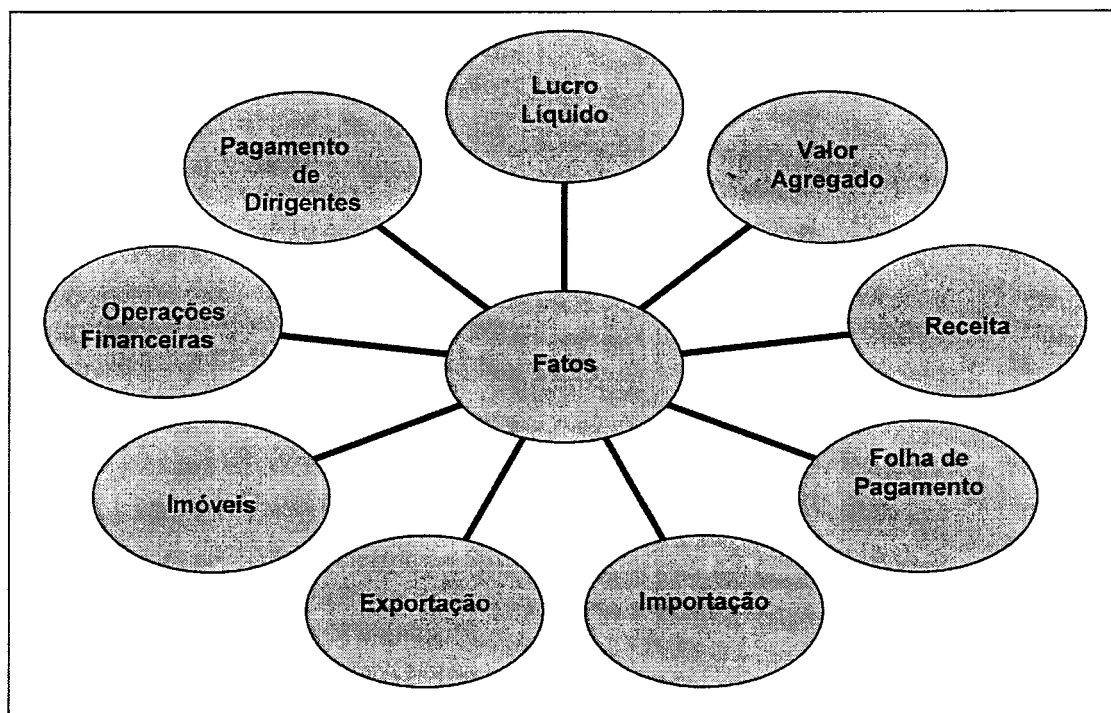 Lucro
Líquido
Valor
Agregado
Receita
Folha de
Pagamento
Importação
Exportação
Imóveis
Operações
Financeiras
Pagamento
de
Dirigentes
Fatos